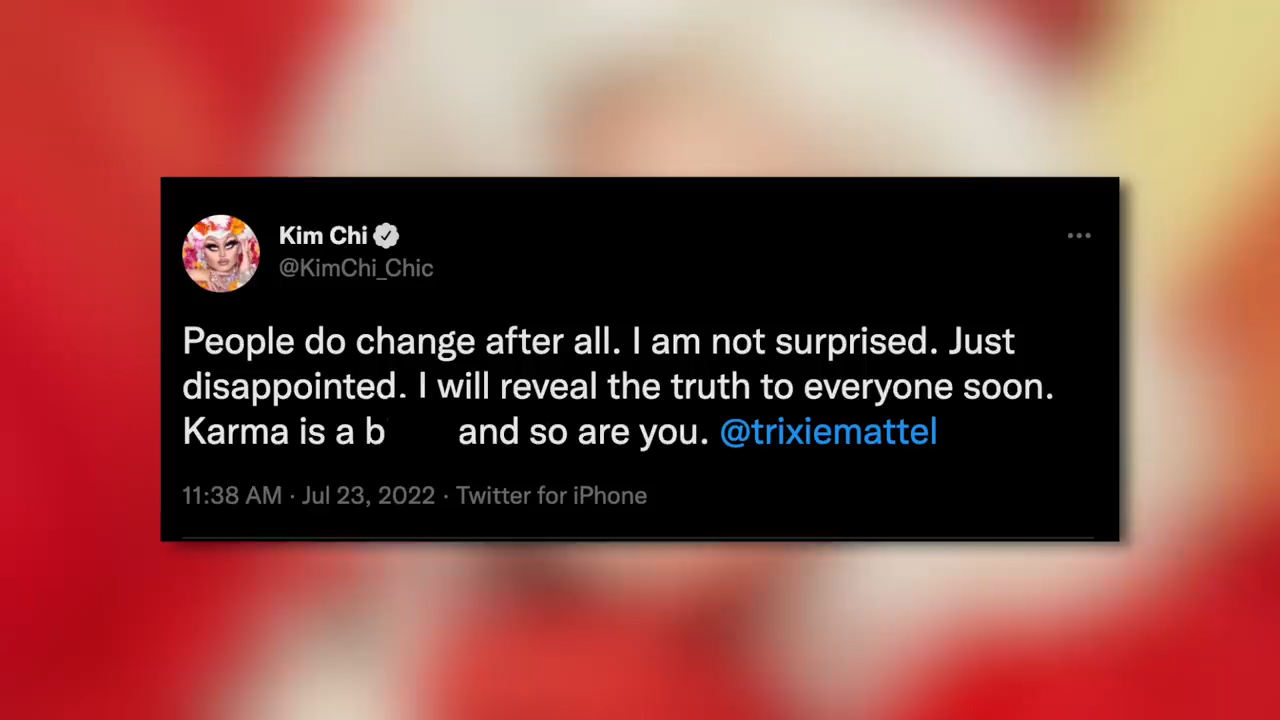 Kim Chi
@KimChi_Chic
People do change after all. I am not surprised. Just
disappointed. I will reveal the truth to everyone soon.
Karma is a b and so are you. @trixiemattel
11:38 AM · Jul 23, 2022 · Twitter for iPhone